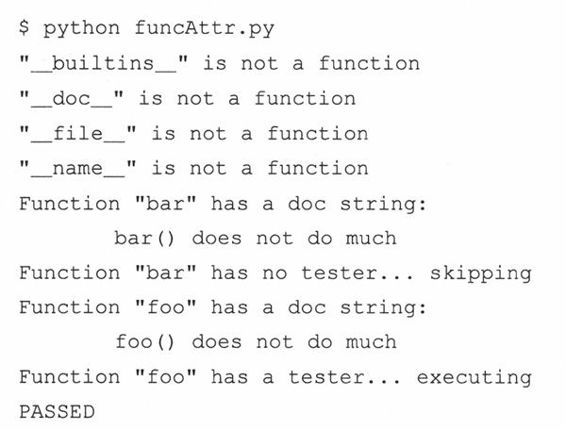 $ python funcAttr.py
"__builtins__" is not a function
"__doc__" is not a function
"__file__" is not a function
"__name__" is not a function
Function "bar" has a doc string:
        bar() does not do much
Function "bar" has no tester... skipping
Function "foo" has a doc string:
        foo() does not do much
Function "foo" has a tester... executing
PASSED